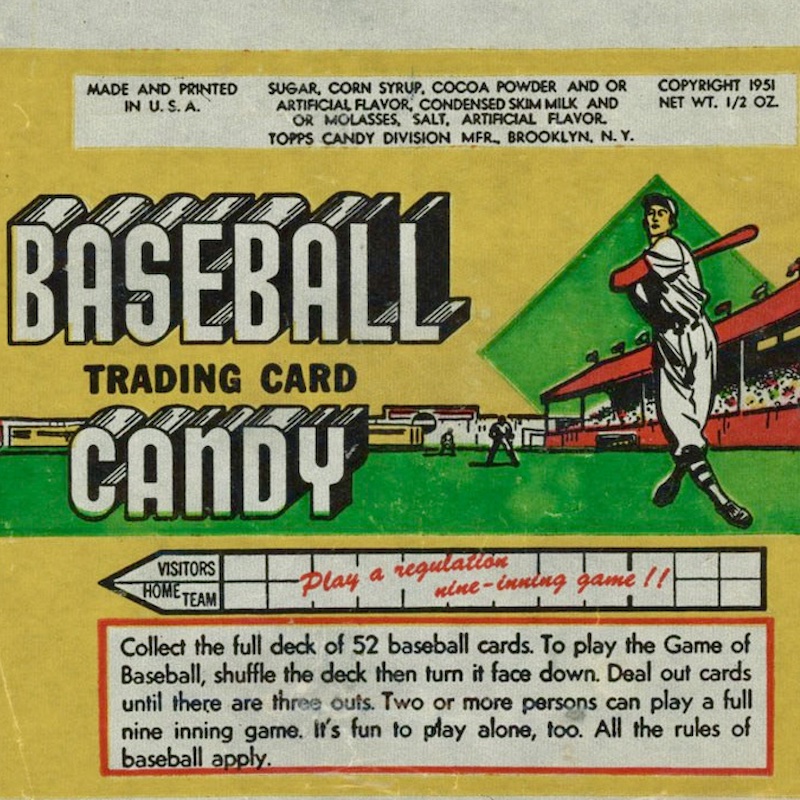 MADE AND PRINTED
IN U. S. A.
SUGAR, CORN SYRUP, COCOA POWDER AND OR
ARTIFICIAL FLAVOR, CONDENSED SKIM MILK AND
OR MOLASSES, SALT, ARTIFICIAL FLAVOR.
TOPPS CANDY DIVISION MFR., BROOKLYN, N. Y.
COPYRIGHT 1951
NET WT. 1/2 OZ.
BASEBALL
TRADING CARD
CANDY
VISITORS
HOME TEAM
Play a regulation
nine-inning game !!
Collect the full deck of 52 baseball cards. To play the Game of
Baseball, shuffle the deck then turn it face down. Deal out cards
until there are three outs. Two or more persons can play a full
nine inning game. It's fun to play alone, too. All the rules of
baseball apply.